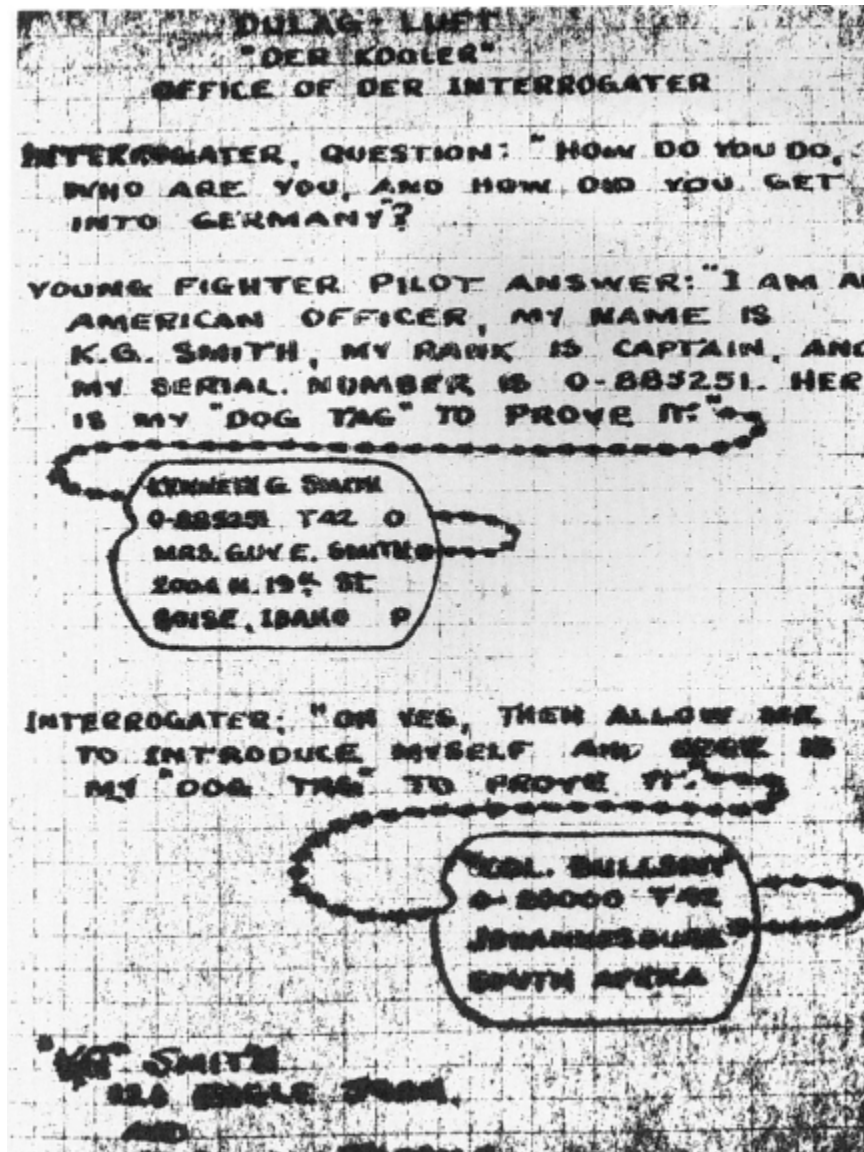 DULAG-LUFT
"DER KOOLER"
OFFICE OF DER INTERROGATER
INTERROGATER, QUESTION: "HOW DO YOU DO,
WHO ARE YOU, AND HOW DID YOU GET
INTO GERMANY"?
YOUNG FIGHTER PILOT ANSWER: "I AM A
AMERICAN OFFICER, MY NAME IS
K.G. SMITH, MY RANK IS CAPTAIN, AND
MY SERIAL. NUMBER IS O-885251. HER
IS MY "DOG TAG" TO PROVE IT."
KENNETH G. SMITH
O-885251 T42 O
MRS. GUY E. SMITH
2004 N. 19th ST.
BOISE, IDAHO P
INTERROGATER: "OH YES, THEN ALLOW ME
TO INTRODUCE MYSELF AND HERE IS
MY "DOG TAG" TO PROVE IT."
COL. BULLSHIT
O-20000 T42
JOHANNESBURG
SOUTH AFRIKA
"KG" SMITH
EAGLE
AND